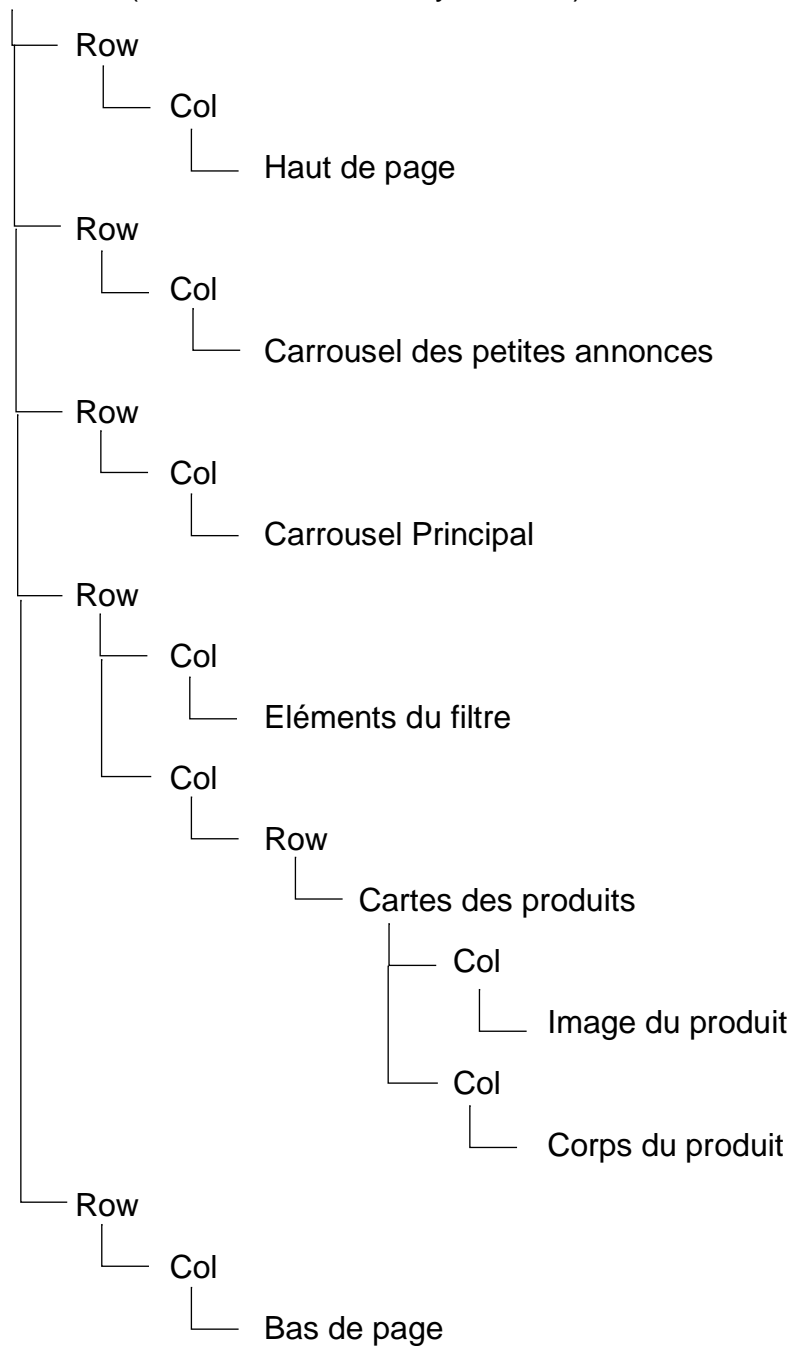 Row
Col
Haut de page
Row
Col
Carrousel des petites annonces
Row
Col
Carrousel Principal
Row
Col
Eléments du filtre
Col
Row
Cartes des produits
Col
Image du produit
Col
Corps du produit
Row
Col
Bas de page